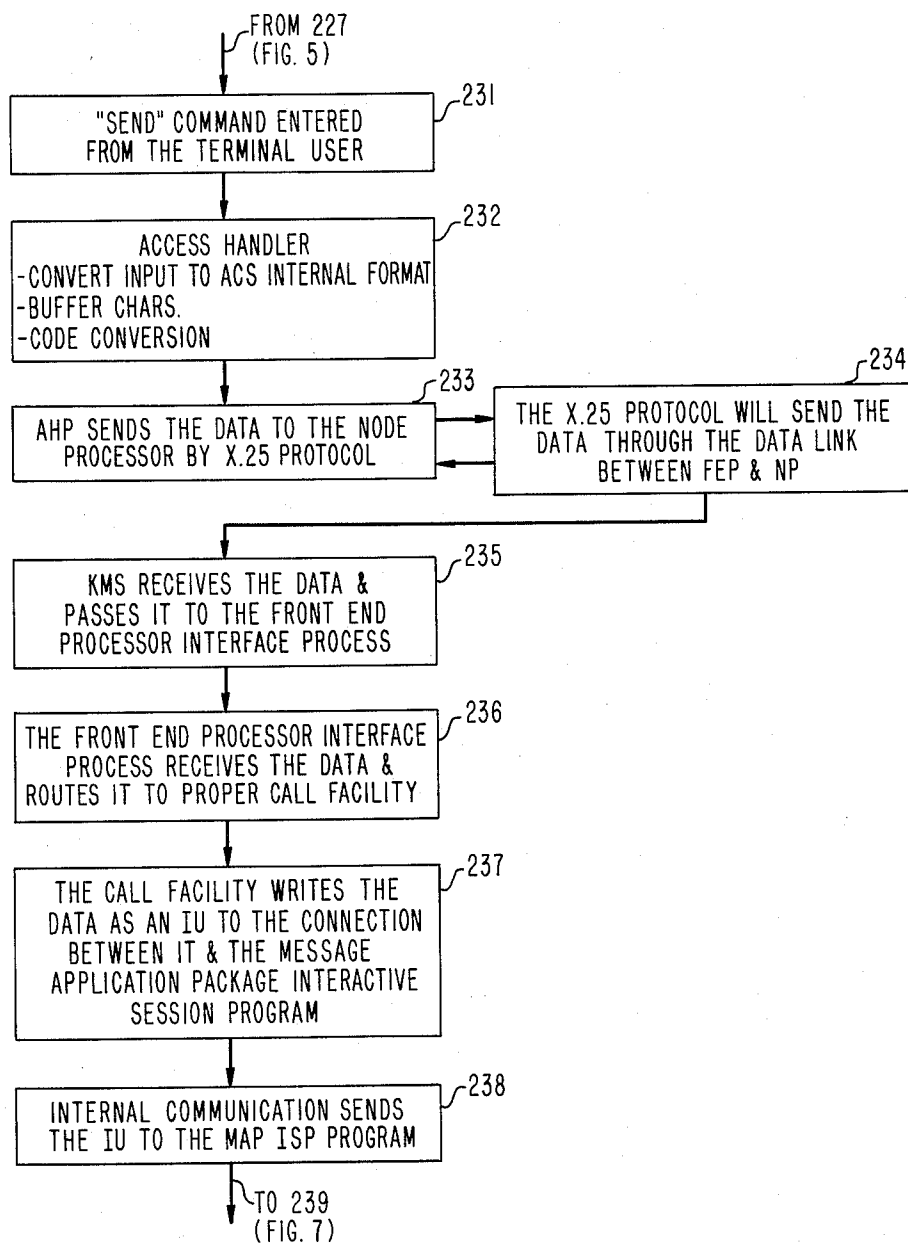 FROM 227
(FIG. 5)
231
"SEND" COMMAND ENTERED
FROM THE TERMINAL USER
232
ACCESS HANDLER
-CONVERT INPUT TO ACS INTERNAL FORMAT
-BUFFER CHARS.
-CODE CONVERSION
233
AHP SENDS THE DATA TO THE NODE
PROCESSOR BY X.25 PROTOCOL
234
THE X.25 PROTOCOL WILL SEND THE
DATA THROUGH THE DATA LINK
BETWEEN FEP & NP
235
KMS RECEIVES THE DATA &
PASSES IT TO THE FRONT END
PROCESSOR INTERFACE PROCESS
236
THE FRONT END PROCESSOR INTERFACE
PROCESS RECEIVES THE DATA &
ROUTES IT TO PROPER CALL FACILITY
237
THE CALL FACILITY WRITES THE
DATA AS AN IU TO THE CONNECTION
BETWEEN IT & THE MESSAGE
APPLICATION PACKAGE INTERACTIVE
SESSION PROGRAM
238
INTERNAL COMMUNICATION SENDS
THE IU TO THE MAP ISP PROGRAM
TO 239
(FIG. 7)